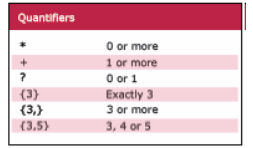 Quantifiers
* 0 or more
+ 1 or more
? 0 or 1
{3} Exactly 3
{3,} 3 or more
{3,5} 3, 4 or 5